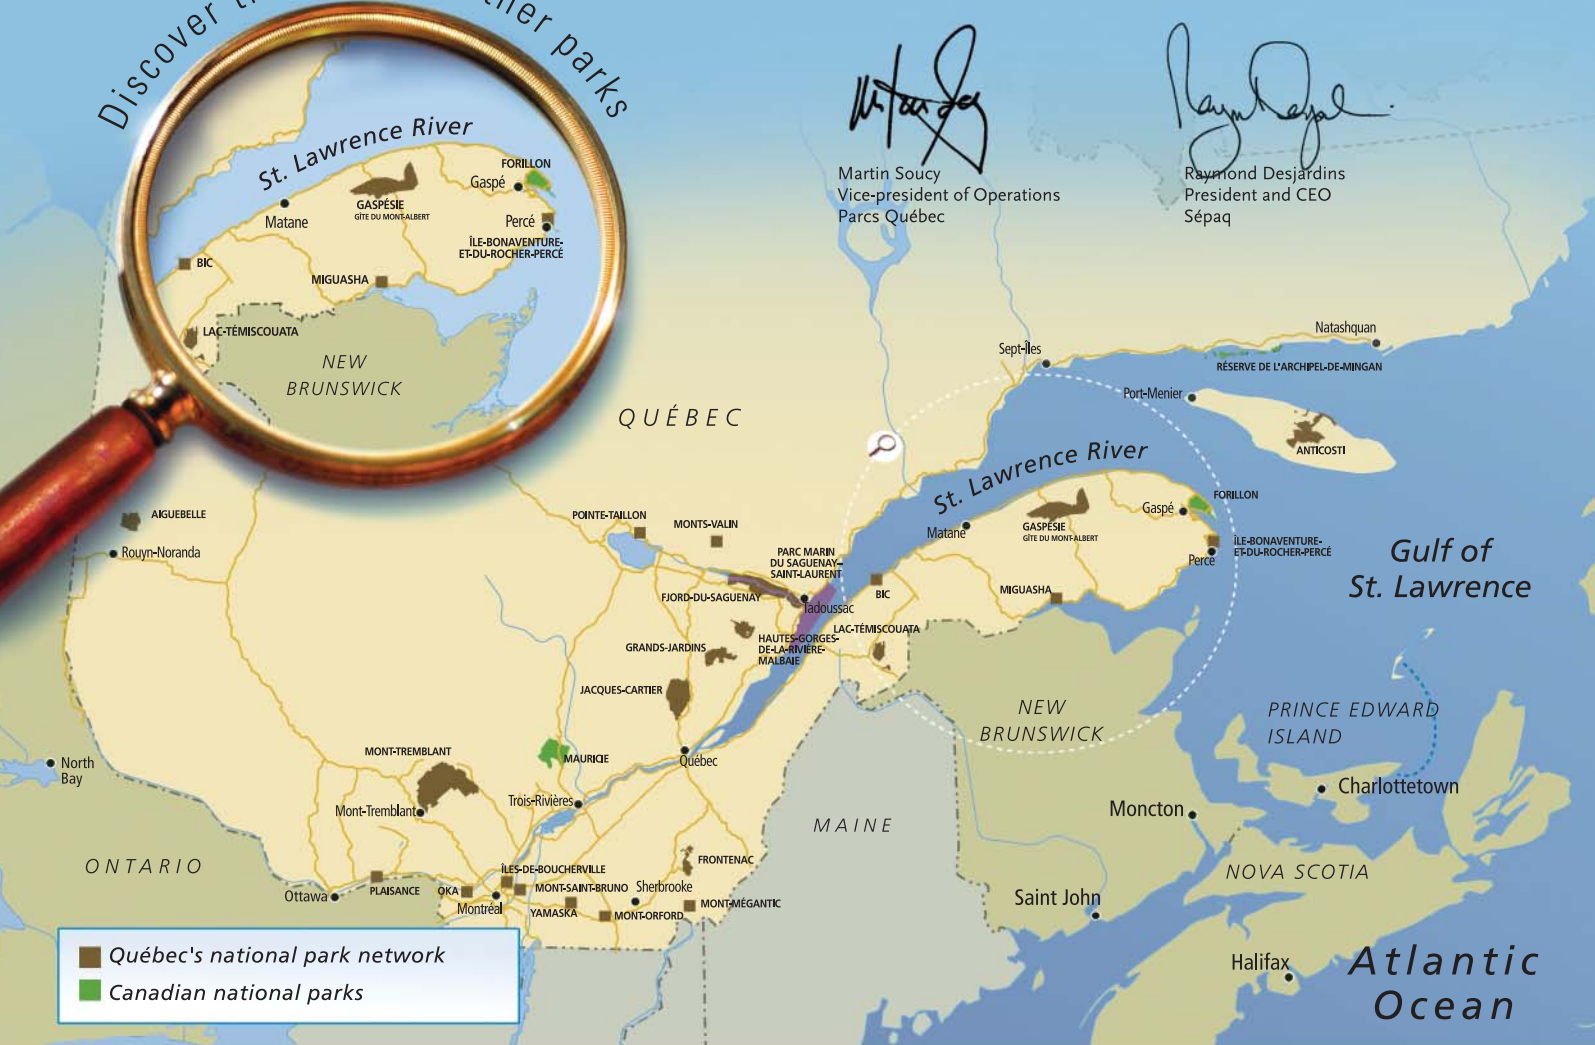 Discover
parks
St. Lawrence River
FORILLON
Gaspé
GASPÉSIE
GÎTE DU MONT-ALBERT
Matane
Percé
ÎLE-BONAVENTURE-
ET-DU-ROCHER-PERCÉ
BIC
MIGUASHA
LAC-TÉMISCOUATA
NEW
BRUNSWICK
Martin Soucy
Vice-president of Operations
Parcs Québec
Raymond Desjardins
President and CEO
Sépaq
Natashquan
Sept-Îles
RÉSERVE DE L'ARCHIPEL-DE-MINGAN
Port-Menier
QUÉBEC
ANTICOSTI
St. Lawrence River
FORILLON
Gaspé
Matane
GASPÉSIE
GÎTE DU MONT-ALBERT
ÎLE-BONAVENTURE-
ET-DU-ROCHER-PERCÉ
Percé
Gulf of
St. Lawrence
AIGUEBELLE
Rouyn-Noranda
POINTE-TAILLON
MONTS-VALIN
PARC MARIN
DU SAGUENAY–
SAINT-LAURENT
FJORD-DU-SAGUENAY
Tadoussac
BIC
MIGUASHA
LAC-TÉMISCOUATA
HAUTES-GORGES-
DE-LA-RIVIÈRE-
MALBAIE
GRANDS-JARDINS
JACQUES-CARTIER
NEW
BRUNSWICK
PRINCE EDWARD
ISLAND
North
Bay
MONT-TREMBLANT
MAURICIE
Québec
Mont-Tremblant
Trois-Rivières
Charlottetown
Moncton
MAINE
ONTARIO
NOVA SCOTIA
FRONTENAC
ÎLES-DE-BOUCHERVILLE
Ottawa
PLAISANCE
OKA
MONT-SAINT-BRUNO
Sherbrooke
Montréal
YAMASKA
MONT-ORFORD
MONT-MÉGANTIC
Saint John
Halifax
Atlantic
Ocean
Québec's national park network
Canadian national parks